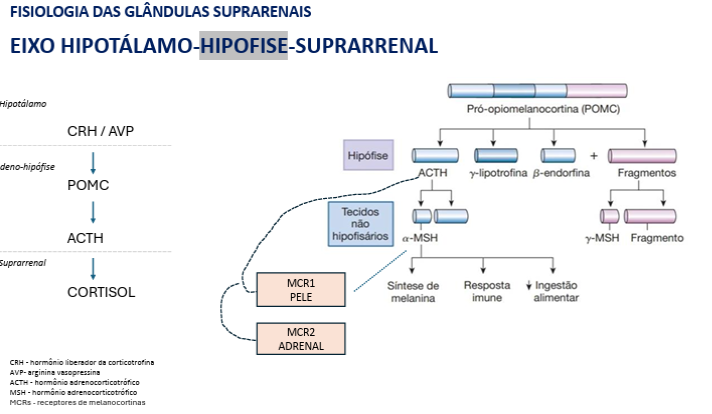 FISIOLOGIA DAS GLÂNDULAS SUPRARENAIS
EIXO HIPOTÁLAMO-HIPOFISE-SUPRARRENAL
Hipotálamo
CRH / AVP
deno-hipófise
POMC
ACTH
Suprarrenal
CORTISOL
Pró-opiomelanocortina (POMC)
Hipófise
ACTH
γ-lipotrofina
β-endorfina
+
Fragmentos
Tecidos
não
hipofisários
α-MSH
γ-MSH
Fragmento
Síntese de
melanina
Resposta
imune
Ingestão
alimentar
MCR1
PELE
MCR2
ADRENAL
CRH - hormônio liberador da corticotrofina
AVP- arginina vasopressina
ACTH - hormônio adrenocorticotrófico
MSH - hormônio adrenocorticotrófico
MCRs - receptores de melanocortinas